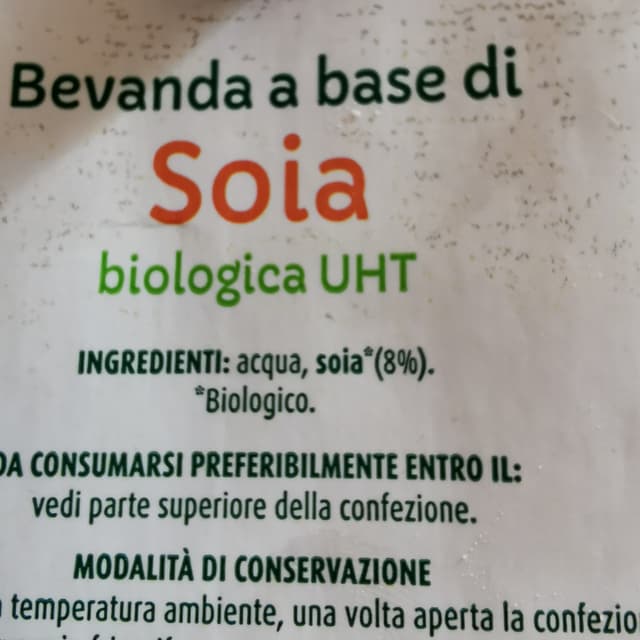 Bevanda a base di
Soia
biologica UHT
INGREDIENTI: acqua, soia*(8%).
*Biologico.
DA CONSUMARSI PREFERIBILMENTE ENTRO IL:
vedi parte superiore della confezione.
MODALITÀ DI CONSERVAZIONE
temperatura ambiente, una volta aperta la confezio